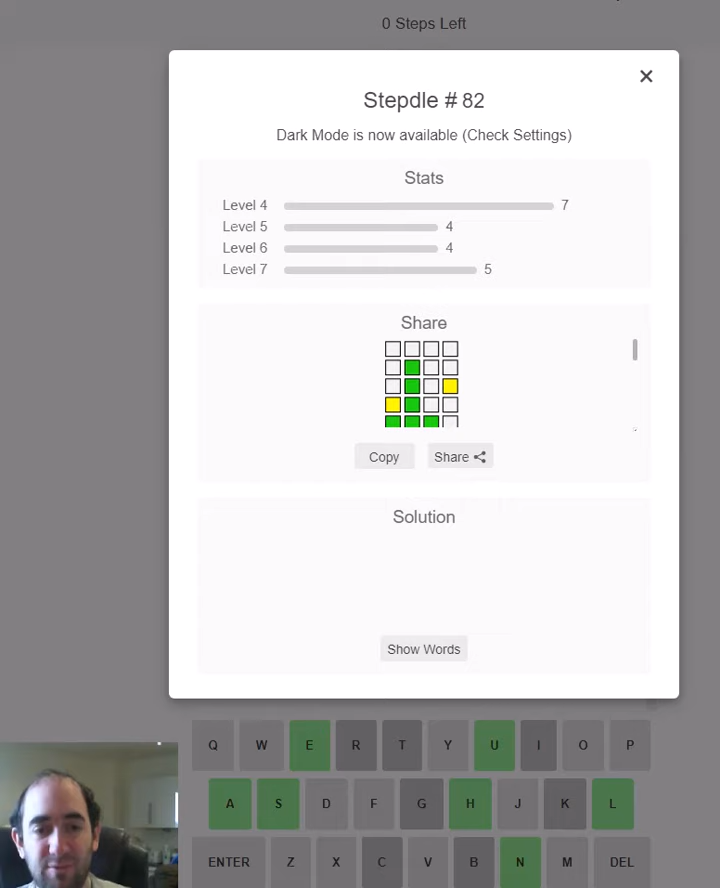 0 Steps Left
Stepdle # 82
Dark Mode is now available (Check Settings)
Stats
Level 4 7
Level 5 4
Level 6 4
Level 7 5
Share
Copy Share
Solution
Show Words
Q W E R T Y U I O P
A S D F G H J K L
ENTER Z X C V B N M DEL